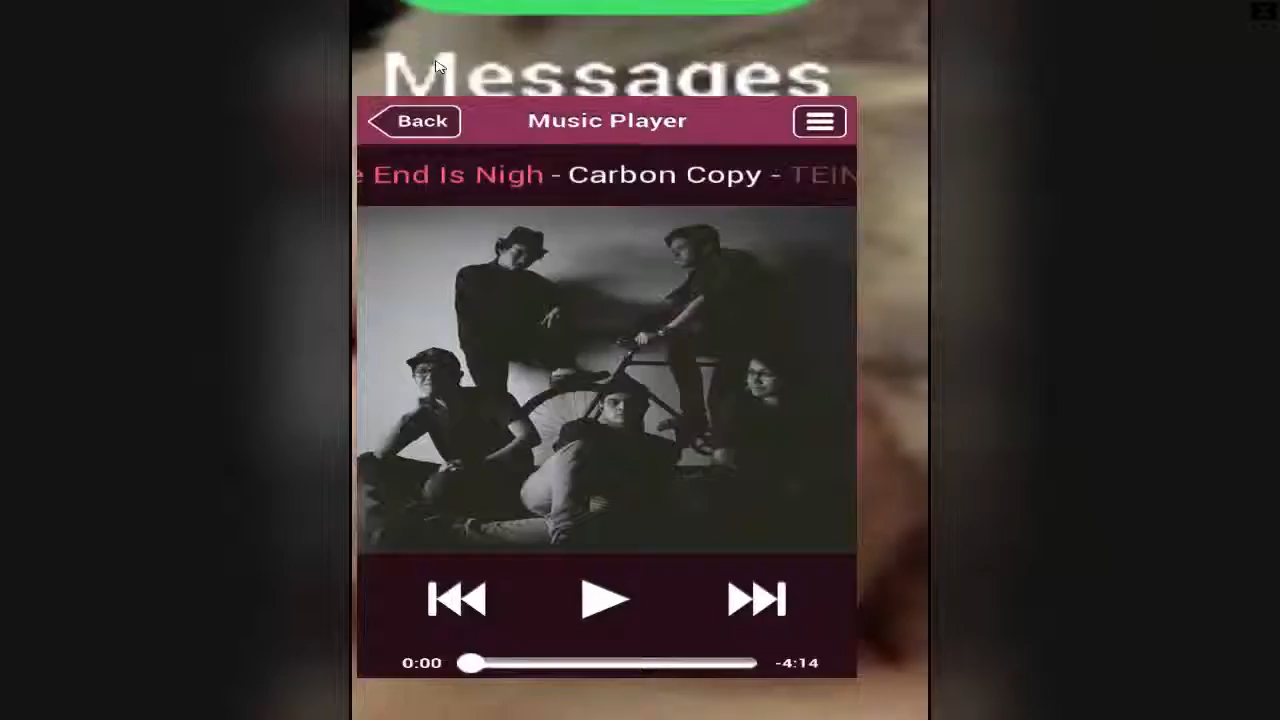 Messages
Back
Music Player
End Is Nigh - Carbon Copy -
0:00
-4:14